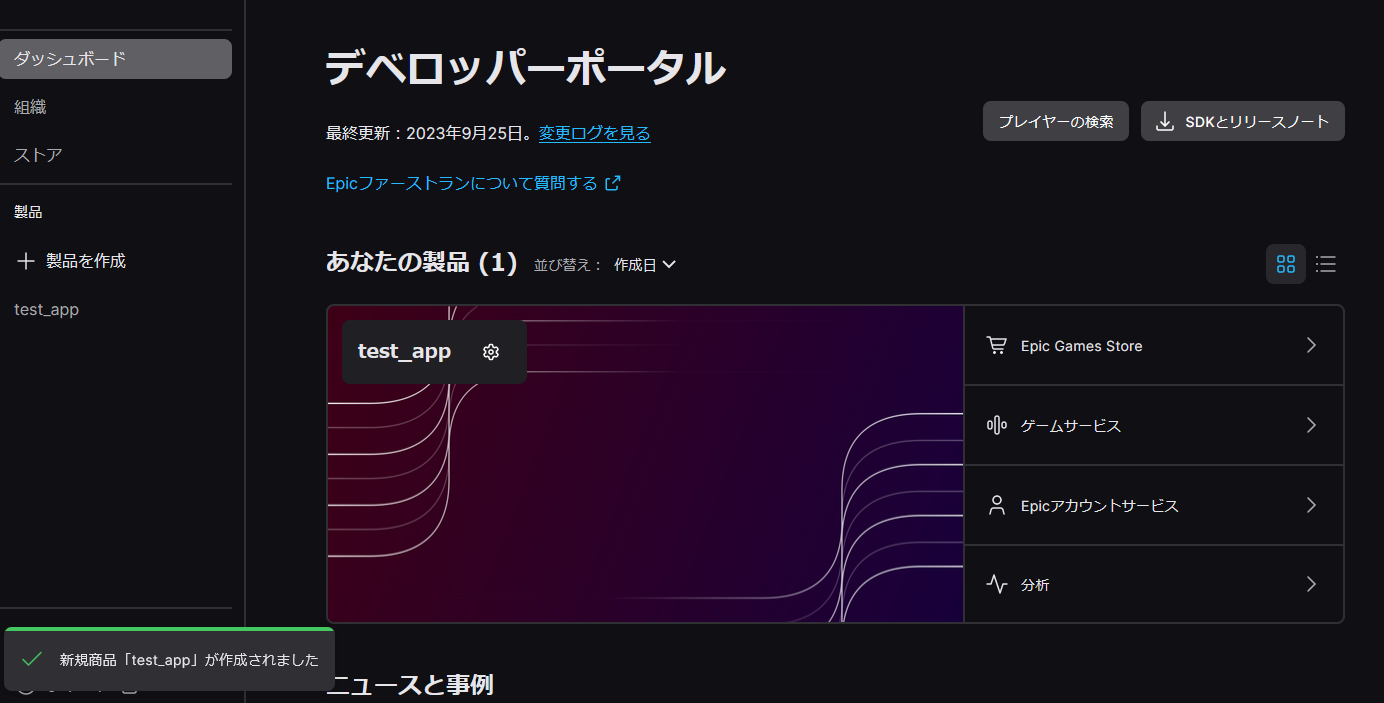 ダッシュボード
組織
ストア
製品
製品を作成
test_app
デベロッパーポータル
最終更新：2023年9月25日。変更ログを見る
プレイヤーの検索
SDKとリリースノート
Epicファーストランについて質問する
あなたの製品 (1) 並び替え： 作成日
test_app
Epic Games Store
ゲームサービス
Epicアカウントサービス
分析
新規商品「test_app」が作成されました
ニュースと事例